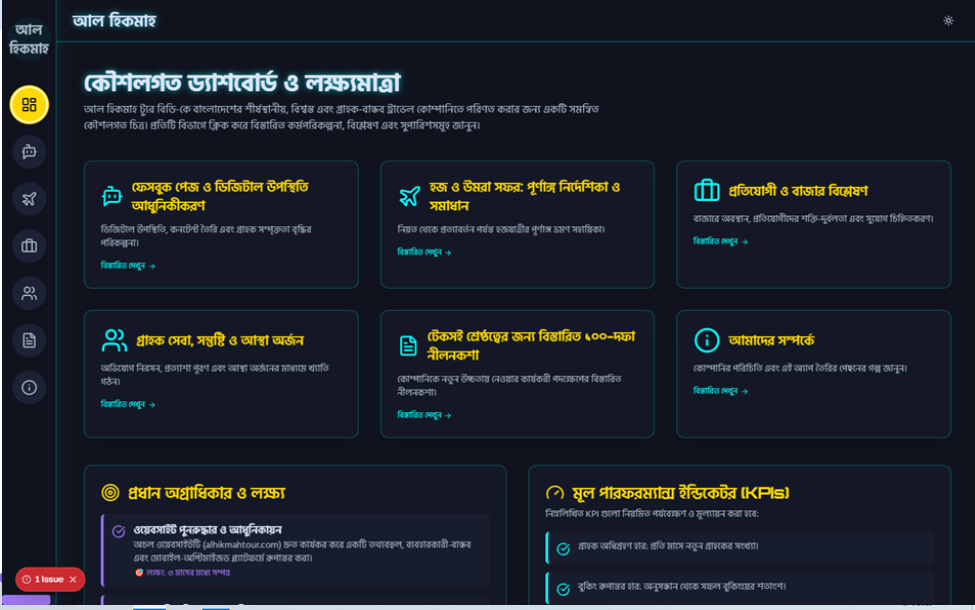 আল
হিকমাহ
আল হিকমাহ
কৌশলগত ড্যাশবোর্ড ও লক্ষ্যমাত্রা
আল হিকমাহ ট্যুর বিডি-কে বাংলাদেশের শীর্ষস্থানীয়, বিশ্বস্ত এবং গ্রাহক-বান্ধব ট্রাভেল কোম্পানিতে পরিণত করার জন্য একটি সমন্বিত
কৌশলগত চিত্র। প্রতিটি বিভাগে ক্লিক করে বিস্তারিত কর্মপরিকল্পনা, বিশ্লেষণ এবং সুপারিশসমূহ জানুন।
ফেসবুক পেজ ও ডিজিটাল উপস্থিতি
আধুনিকীকরণ
ডিজিটাল উপস্থিতি, কনটেন্ট তৈরি এবং গ্রাহক সম্পৃক্ততা বৃদ্ধির
পরিকল্পনা।
বিস্তারিত দেখুন →
হজ ও উমরা সফর: পূর্ণাঙ্গ নির্দেশিকা ও
সমাধান
নিয়ত থেকে প্রত্যাবর্তন পর্যন্ত হজযাত্রীর পূর্ণাঙ্গ ভ্রমণ সহায়িকা।
বিস্তারিত দেখুন →
প্রতিযোগী ও বাজার বিশ্লেষণ
বাজারে অবস্থান, প্রতিযোগীদের শক্তি-দুর্বলতা এবং সুযোগ চিহ্নিতকরণ।
বিস্তারিত দেখুন →
গ্রাহক সেবা, সন্তুষ্টি ও আস্থা অর্জন
অভিযোগ নিরসন, প্রত্যাশা পূরণ এবং আস্থা অর্জনের মাধ্যমে খ্যাতি
গঠন।
বিস্তারিত দেখুন →
টেকসই শ্রেষ্ঠত্বের জন্য বিস্তারিত ১০০-দফা
নীলনকশা
কোম্পানিকে নতুন উচ্চতায় নেওয়ার কার্যকরী পদক্ষেপের বিস্তারিত
নীলনকশা।
বিস্তারিত দেখুন →
আমাদের সম্পর্কে
কোম্পানির পরিচিতি এবং এই অ্যাপ তৈরির পেছনের গল্প জানুন।
বিস্তারিত দেখুন →
প্রধান অগ্রাধিকার ও লক্ষ্য
ওয়েবসাইট পুনরুদ্ধার ও আধুনিকায়ন
অচল ওয়েবসাইটটি (alhikmahtour.com) দ্রুত কার্যকর করে একটি তথ্যবহুল, ব্যবহারকারী-বান্ধব
এবং মোবাইল-অপ্টিমাইজড প্ল্যাটফর্মে রূপান্তর করা।
লক্ষ্য: ৩ মাসের মধ্যে সম্পন্ন
মূল পারফরম্যান্স ইন্ডিকেটর (KPIs)
নিম্নলিখিত KPI গুলো নিয়মিত পর্যবেক্ষণ ও মূল্যায়ন করা হবে:
গ্রাহক অধিগ্রহণ হার: প্রতি মাসে নতুন গ্রাহকের সংখ্যা।
বুকিং রূপান্তর হার: অনুসন্ধান থেকে সফল বুকিংয়ের শতাংশ।
1 Issue